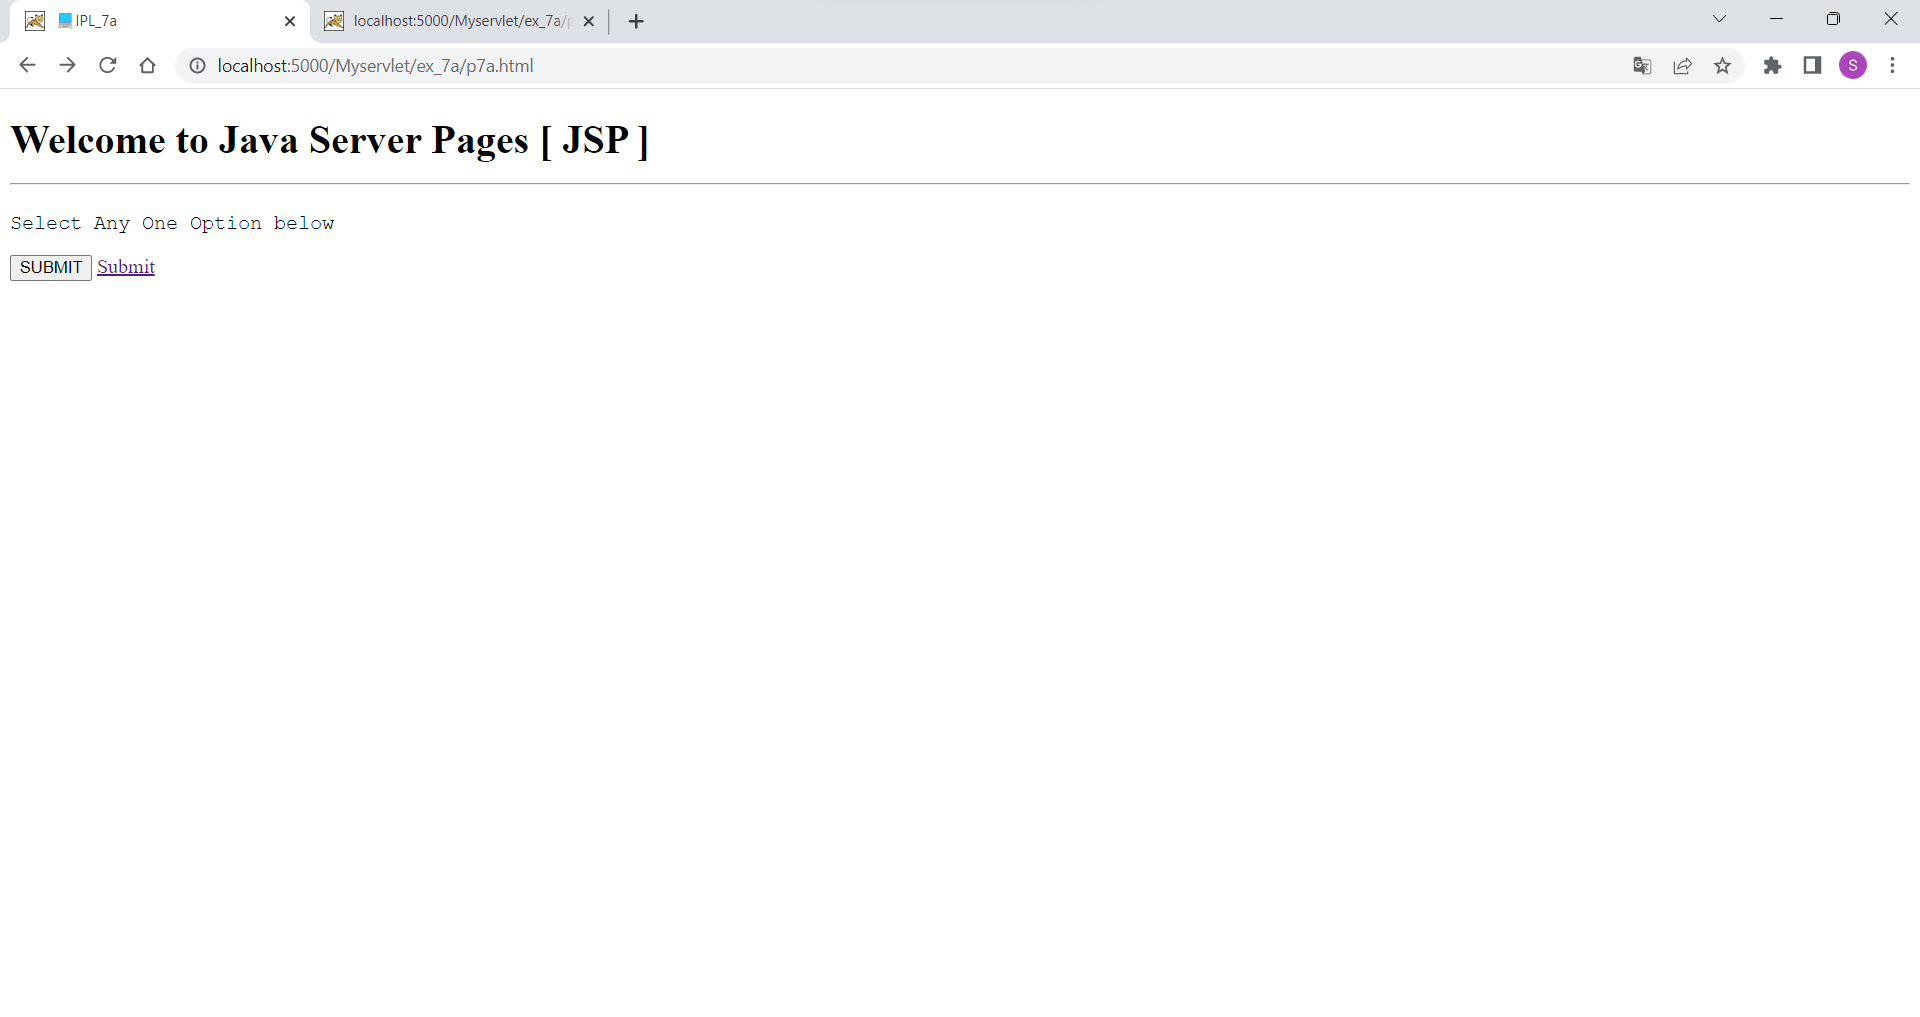 IPL_7a
localhost:5000/Myservlet/ex_7a/
localhost:5000/Myservlet/ex_7a/p7a.html
S
Welcome to Java Server Pages [ JSP ]
Select Any One Option below
SUBMIT Submit